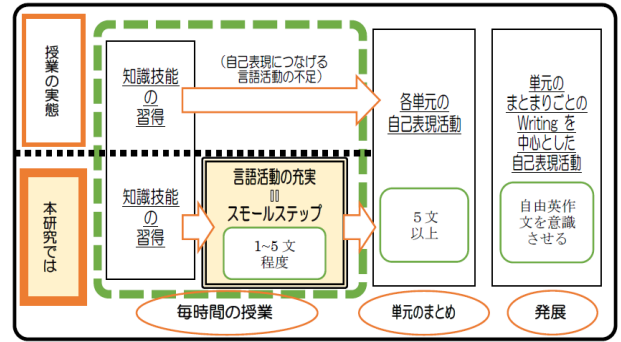 授業の実態
知識技能
の
習得
(自己表現につなげる
言語活動の不足)
各単元の
自己表現活動
単元の
まとまりごとの
Writing を
中心とした
自己表現活動
本研究では
知識技能
の
習得
言語活動の充実
=
スモールステップ
1~5 文
程度
5 文
以上
自由英作
文を意識
させる
毎時間の授業
単元のまとめ
発展